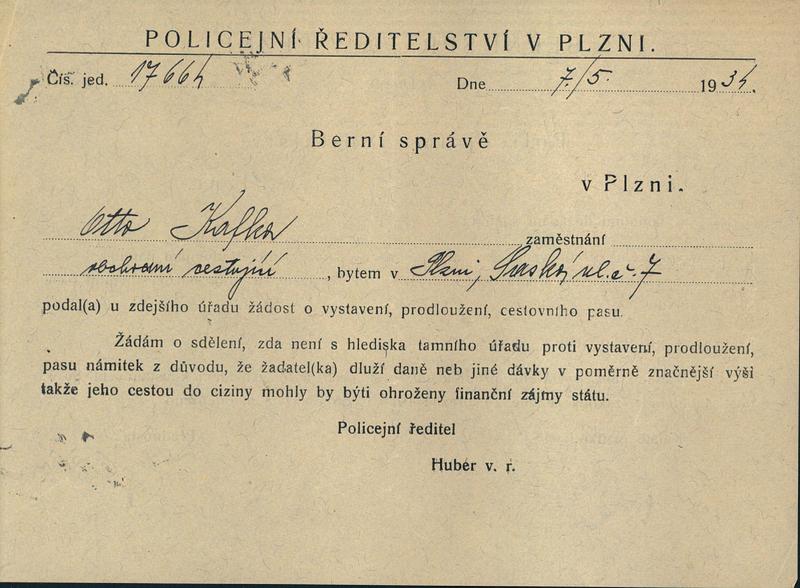 POLICEJNÍ ŘEDITELSTVÍ V PLZNI.
Čís. jed. 17664 Dne 7./5. 1934.
Berní správě
v Plzni.
Otto Kafka zaměstnání
obchodní cestující, bytem v Plzni, Saská ul. č. 7
podal(a) u zdejšího úřadu žádost o vystavení, prodloužení, cestovního pasu.
Žádám o sdělení, zda není s hlediska tamního úřadu proti vystavení, prodloužení,
pasu námitek z důvodu, že žadatel(ka) dluží daně neb jiné dávky v poměrně značnější výši
takže jeho cestou do ciziny mohly by býti ohroženy finanční zájmy státu.
Policejní ředitel
Huber v. r.